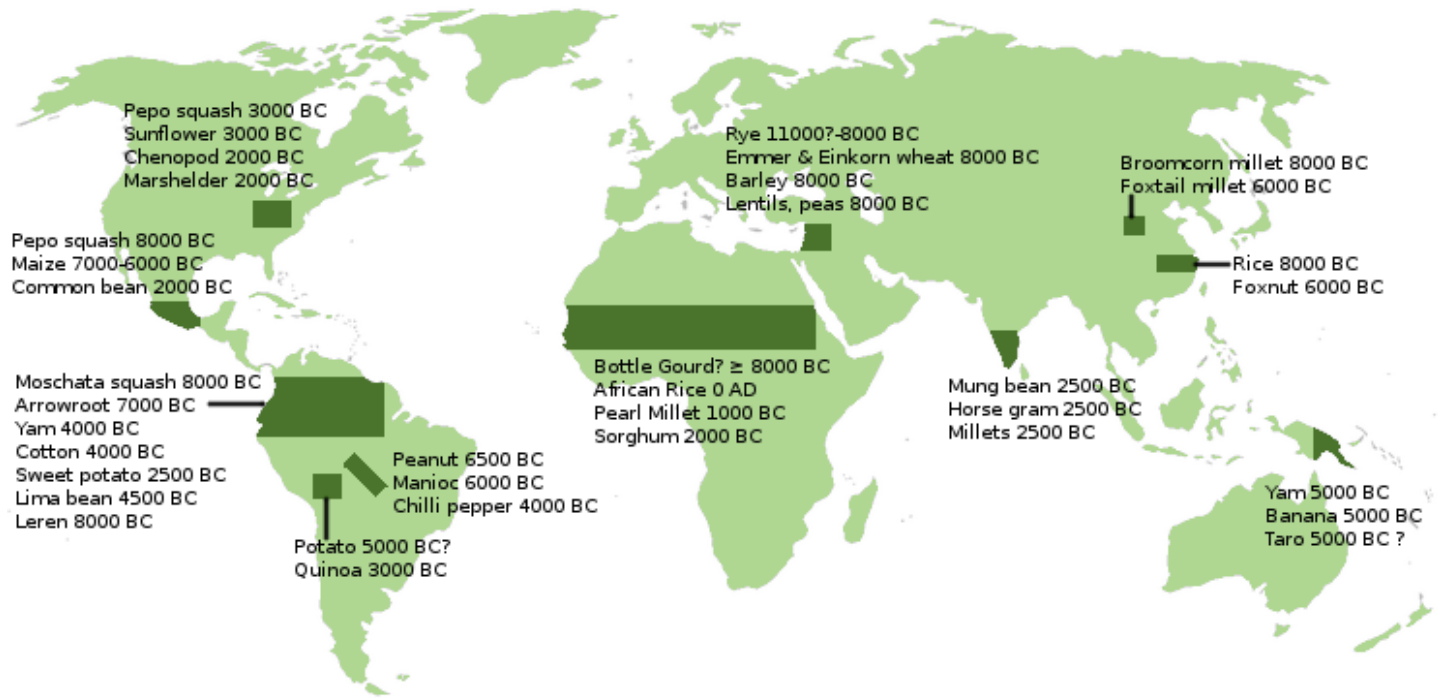 Pepo squash 3000 BC
Sunflower 3000 BC
Chenopod 2000 BC
Marshelder 2000 BC
Pepo squash 8000 BC
Maize 7000-6000 BC
Common bean 2000 BC
Moschata squash 8000 BC
Arrowroot 7000 BC
Yam 4000 BC
Cotton 4000 BC
Sweet potato 2500 BC
Lima bean 4500 BC
Leren 8000 BC
Peanut 6500 BC
Manioc 6000 BC
Chilli pepper 4000 BC
Potato 5000 BC?
Quinoa 3000 BC
Rye 11000?-8000 BC
Emmer & Einkorn wheat 8000 BC
Barley 8000 BC
Lentils, peas 8000 BC
Bottle Gourd? ≥ 8000 BC
African Rice 0 AD
Pearl Millet 1000 BC
Sorghum 2000 BC
Broomcorn millet 8000 BC
Foxtail millet 6000 BC
Rice 8000 BC
Foxnut 6000 BC
Mung bean 2500 BC
Horse gram 2500 BC
Millets 2500 BC
Yam 5000 BC
Banana 5000 BC
Taro 5000 BC ?